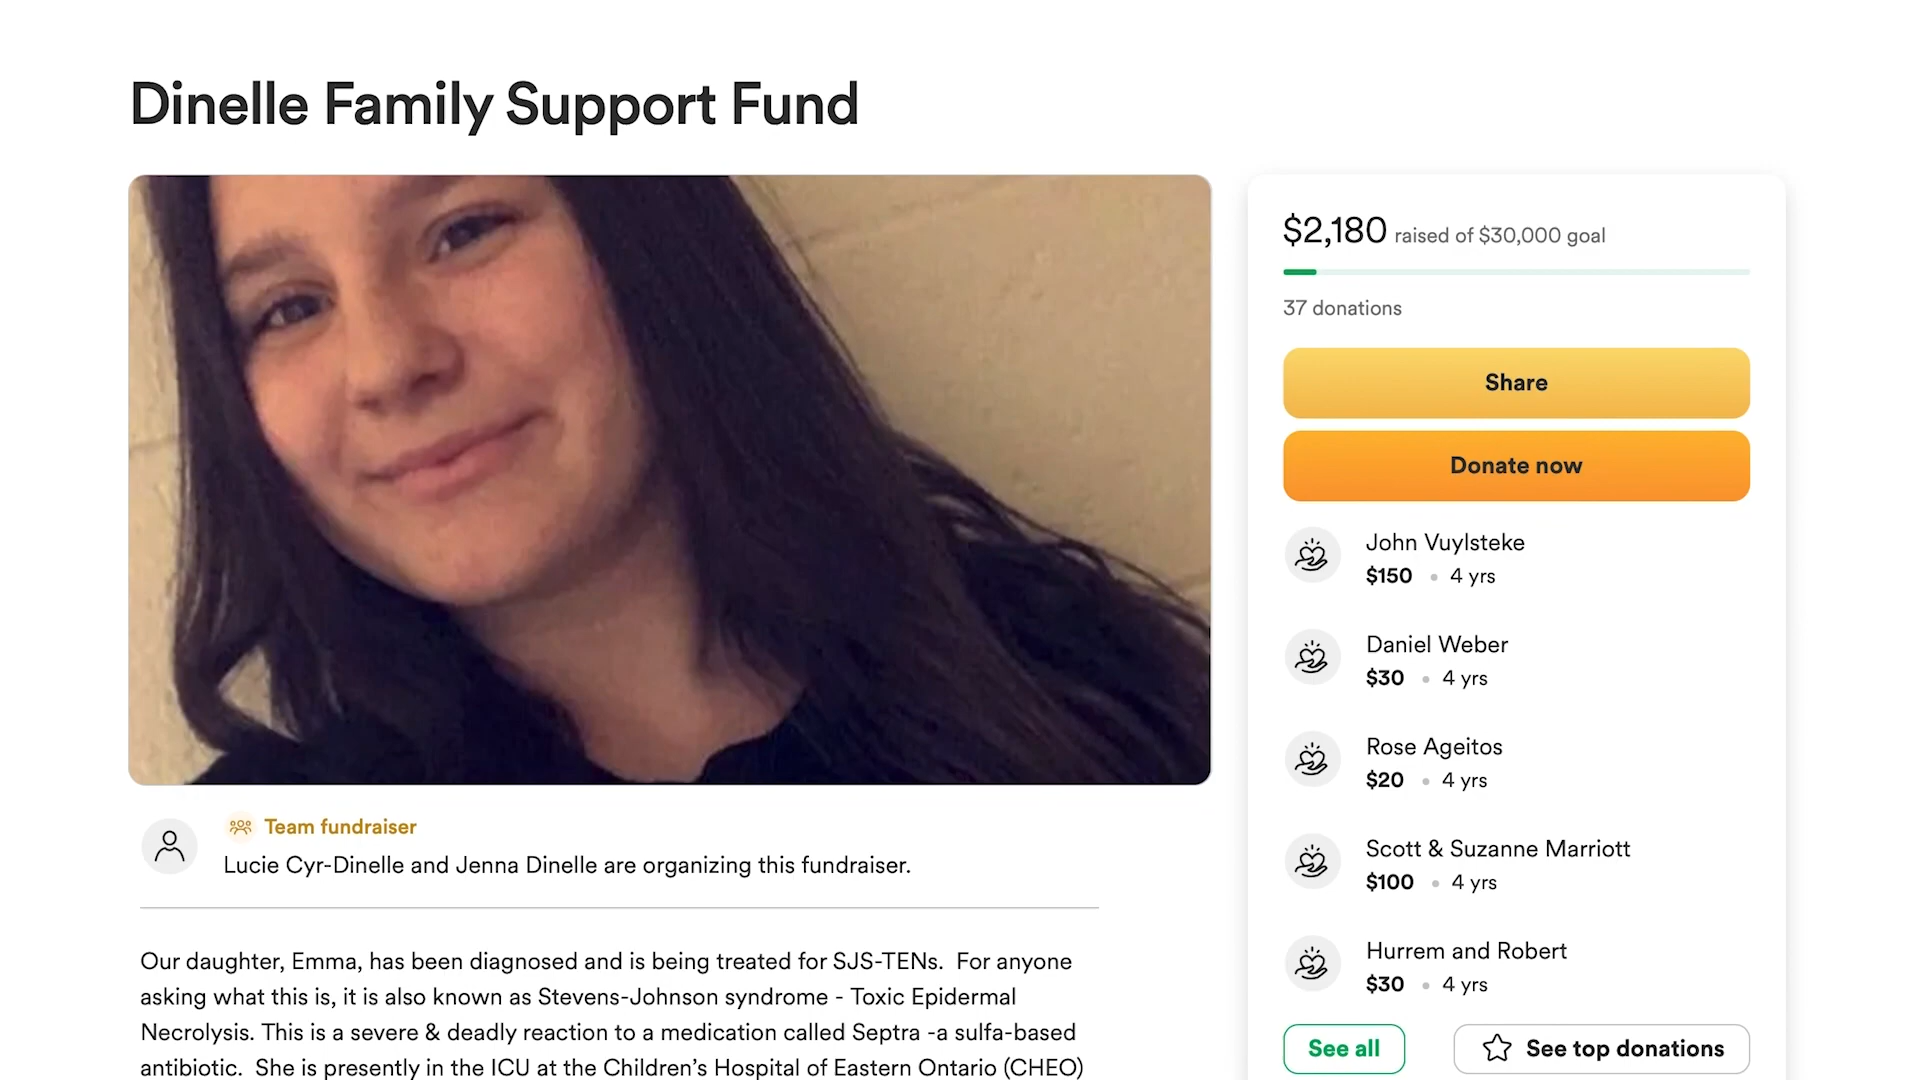 Dinelle Family Support Fund
$2,180 raised of $30,000 goal
37 donations
Share
Donate now
John Vuylsteke
$150 • 4 yrs
Daniel Weber
$30 • 4 yrs
Rose Ageitos
$20 • 4 yrs
Scott & Suzanne Marriott
$100 • 4 yrs
Hurrem and Robert
$30 • 4 yrs
See all
See top donations
Team fundraiser
Lucie Cyr-Dinelle and Jenna Dinelle are organizing this fundraiser.
Our daughter, Emma, has been diagnosed and is being treated for SJS-TENs.  For anyone
asking what this is, it is also known as Stevens-Johnson syndrome - Toxic Epidermal
Necrolysis. This is a severe & deadly reaction to a medication called Septra -a sulfa-based
antibiotic.  She is presently in the ICU at the Children’s Hospital of Eastern Ontario (CHEO)